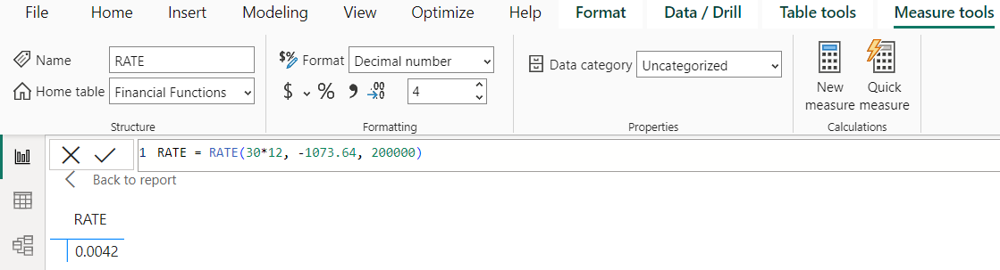 File Home Insert Modeling View Optimize Help Format Data / Drill Table tools Measure tools
Name RATE
Home table Financial Functions
Structure
$% Format Decimal number
$ % 9 .00 →0 4
Formatting
Data category Uncategorized
Properties
New measure
Quick measure
Calculations
1 RATE = RATE(30*12, -1073.64, 200000)
Back to report
RATE
0.0042